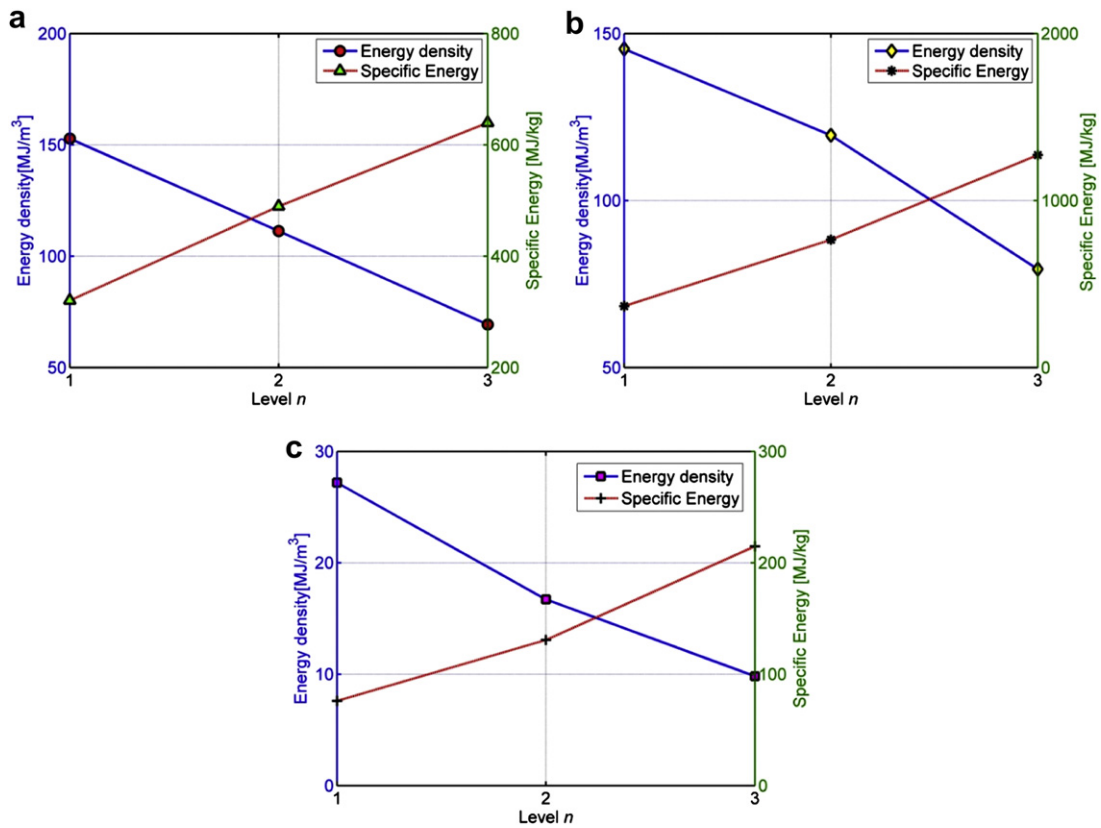 a
200
150
100
50
Energy density[MJ/m³]
Energy density
Specific Energy
800
600
400
200
Specific Energy [MJ/kg]
1 2 3
Level n
b
150
100
50
Energy density[MJ/m³]
Energy density
Specific Energy
2000
1000
0
Specific Energy [MJ/kg]
1 2 3
Level n
c
30
20
10
0
Energy density[MJ/m³]
Energy density
Specific Energy
300
200
100
0
Specific Energy [MJ/kg]
1 2 3
Level n